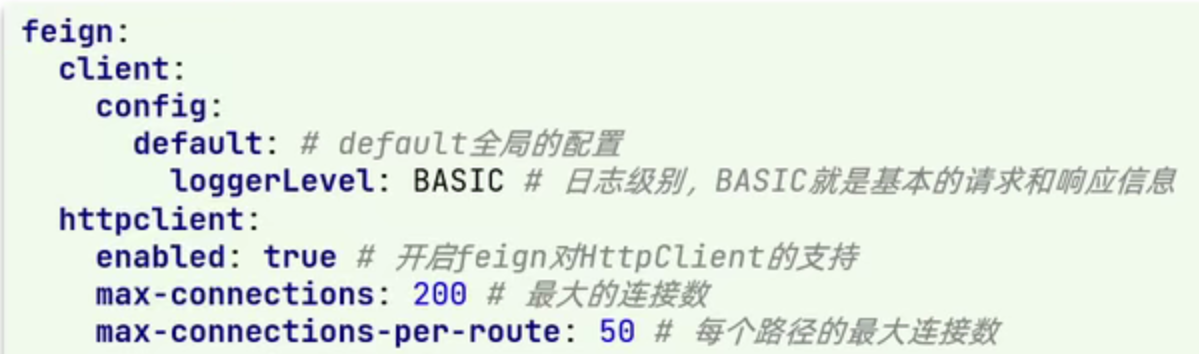 feign:
  client:
    config:
      default: # default全局的配置
        loggerLevel: BASIC # 日志级别，BASIC就是基本的请求和响应信息
  httpclient:
    enabled: true # 开启feign对HttpClient的支持
    max-connections: 200 # 最大的连接数
    max-connections-per-route: 50 # 每个路径的最大连接数